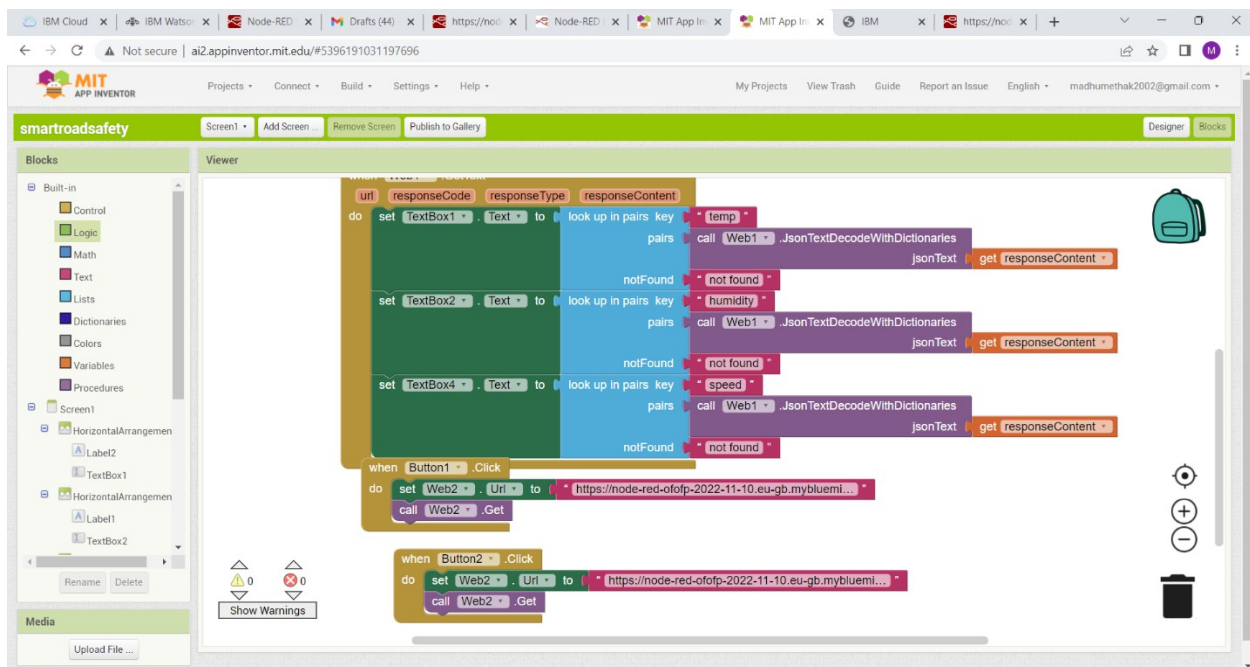 IBM Cloud
IBM Watso
Node-RED
Drafts (44)
https://nod
Node-RED
MIT App In
MIT App In
IBM
https://nod
Not secure | ai2.appinventor.mit.edu/#5396191031197696
M
MIT
APP INVENTOR
Projects Connect Build Settings Help
My Projects View Trash Guide Report an Issue English madhumethak2002@gmail.com
smartroadsafety
Screen1 Add Screen ... Remove Screen Publish to Gallery
Designer Blocks
Blocks
Built-in
Control
Logic
Math
Text
Lists
Dictionaries
Colors
Variables
Procedures
Screen1
HorizontalArrangemen
Label2
TextBox1
HorizontalArrangemen
Label1
TextBox2
Rename Delete
Media
Upload File ...
Viewer
url responseCode responseType responseContent
do set TextBox1 . Text to look up in pairs key " temp "
pairs call Web1 .JsonTextDecodeWithDictionaries
jsonText get responseContent
notFound " not found "
set TextBox2 . Text to look up in pairs key " humidity "
pairs call Web1 .JsonTextDecodeWithDictionaries
jsonText get responseContent
notFound " not found "
set TextBox4 . Text to look up in pairs key " speed "
pairs call Web1 .JsonTextDecodeWithDictionaries
jsonText get responseContent
notFound " not found "
when Button1 .Click
do set Web2 . Url to " https://node-red-ofofp-2022-11-10.eu-gb.mybluemi... "
call Web2 .Get
when Button2 .Click
do set Web2 . Url to " https://node-red-ofofp-2022-11-10.eu-gb.mybluemi... "
call Web2 .Get
0 0
Show Warnings